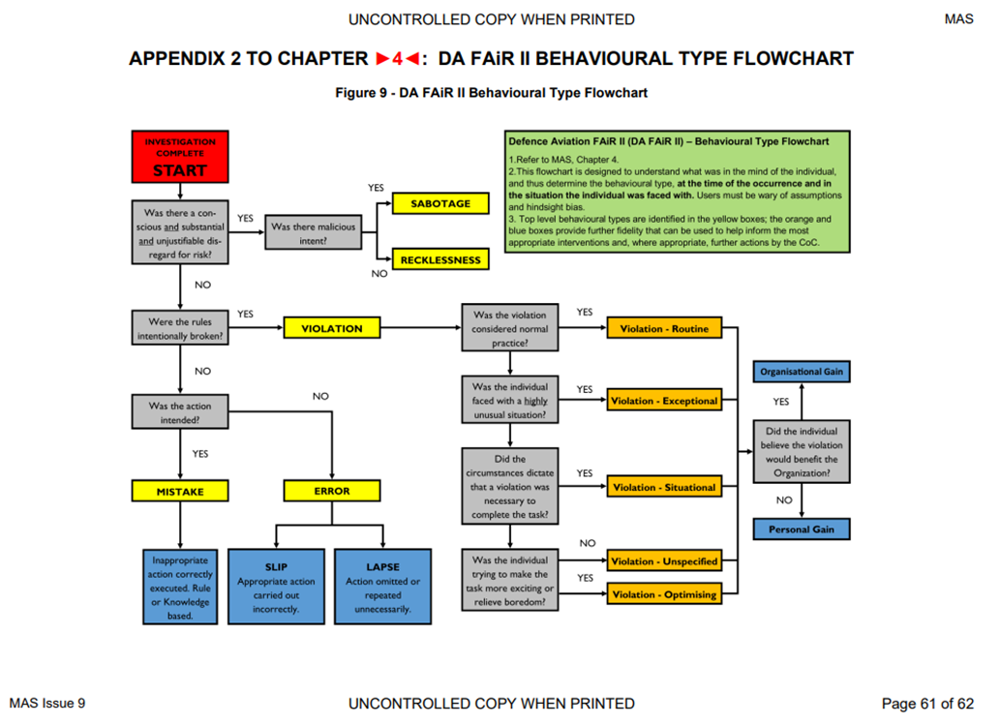 UNCONTROLLED COPY WHEN PRINTED
MAS
APPENDIX 2 TO CHAPTER ►4◄: DA FAiR II BEHAVIOURAL TYPE FLOWCHART
Figure 9 - DA FAiR II Behavioural Type Flowchart
INVESTIGATION
COMPLETE
START
Defence Aviation FAiR II (DA FAiR II) – Behavioural Type Flowchart
1.Refer to MAS, Chapter 4.
2.This flowchart is designed to understand what was in the mind of the individual,
and thus determine the behavioural type, at the time of the occurrence and in
the situation the individual was faced with. Users must be wary of assumptions
and hindsight bias.
3. Top level behavioural types are identified in the yellow boxes; the orange and
blue boxes provide further fidelity that can be used to help inform the most
appropriate interventions and, where appropriate, further actions by the CoC.
Was there a con-
scious and substantial
and unjustifiable dis-
regard for risk?
YES
Was there malicious
intent?
YES
SABOTAGE
RECKLESSNESS
NO
NO
Were the rules
intentionally broken?
YES
VIOLATION
Was the violation
considered normal
practice?
YES
Violation - Routine
NO
Was the individual
faced with a highly
unusual situation?
YES
Violation - Exceptional
Organisational Gain
YES
Was the action
intended?
NO
Did the individual
believe the violation
would benefit the
Organization?
YES
Did the
circumstances dictate
that a violation was
necessary to
complete the task?
YES
Violation - Situational
NO
Personal Gain
MISTAKE
ERROR
Inappropriate
action correctly
executed. Rule
or Knowledge
based.
SLIP
Appropriate action
carried out
incorrectly.
LAPSE
Action omitted or
repeated
unnecessarily.
Was the individual
trying to make the
task more exciting or
relieve boredom?
NO
Violation - Unspecified
YES
Violation - Optimising
MAS Issue 9
UNCONTROLLED COPY WHEN PRINTED
Page 61 of 62